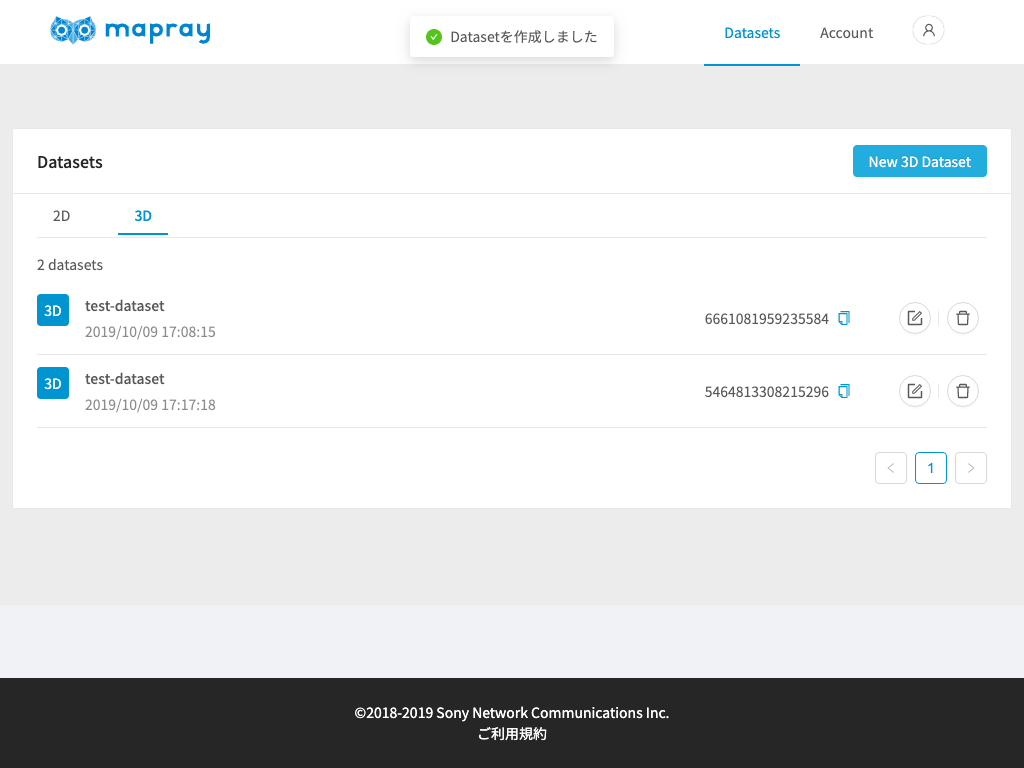 mapray
Datasetを作成しました
Datasets
Account
Datasets
New 3D Dataset
2D
3D
2 datasets
3D
test-dataset
2019/10/09 17:08:15
6661081959235584
3D
test-dataset
2019/10/09 17:17:18
5464813308215296
1
©2018-2019 Sony Network Communications Inc.
ご利用規約